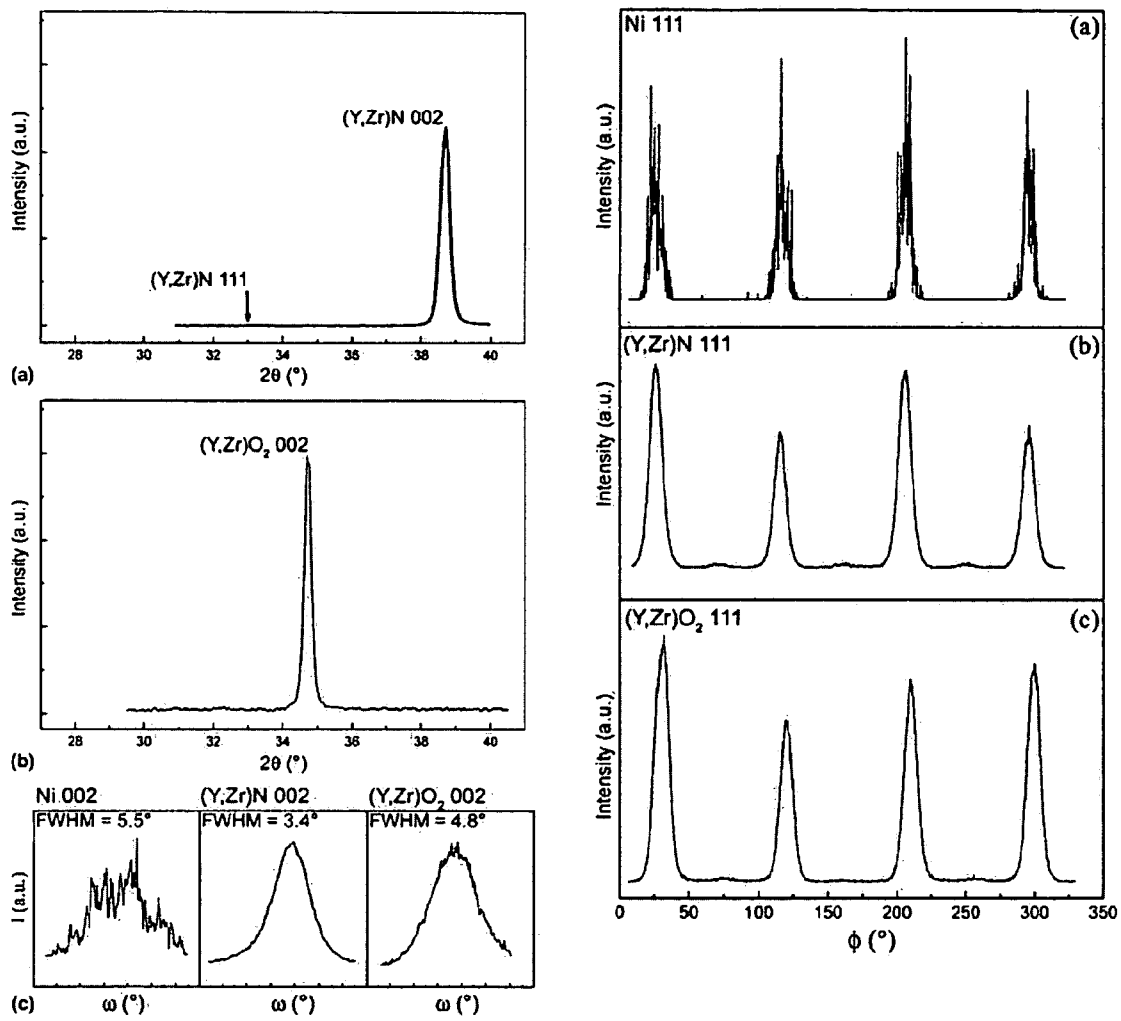 (Y,Zr)N 002
(Y,Zr)N 111
Intensity (a.u.)
28 30 32 34 36 38 40
2θ (°)
(a)
(Y,Zr)O₂ 002
Intensity (a.u.)
28 30 32 34 36 38 40
2θ (°)
(b)
Ni 002
FWHM = 5.5°
(Y,Zr)N 002
FWHM = 3.4°
(Y,Zr)O₂ 002
FWHM = 4.8°
I (a.u.)
ω (°)
ω (°)
ω (°)
(c)
Ni 111
(a)
Intensity (a.u.)
(Y,Zr)N 111
(b)
Intensity (a.u.)
(Y,Zr)O₂ 111
(c)
Intensity (a.u.)
0 50 100 150 200 250 300 350
ϕ (°)